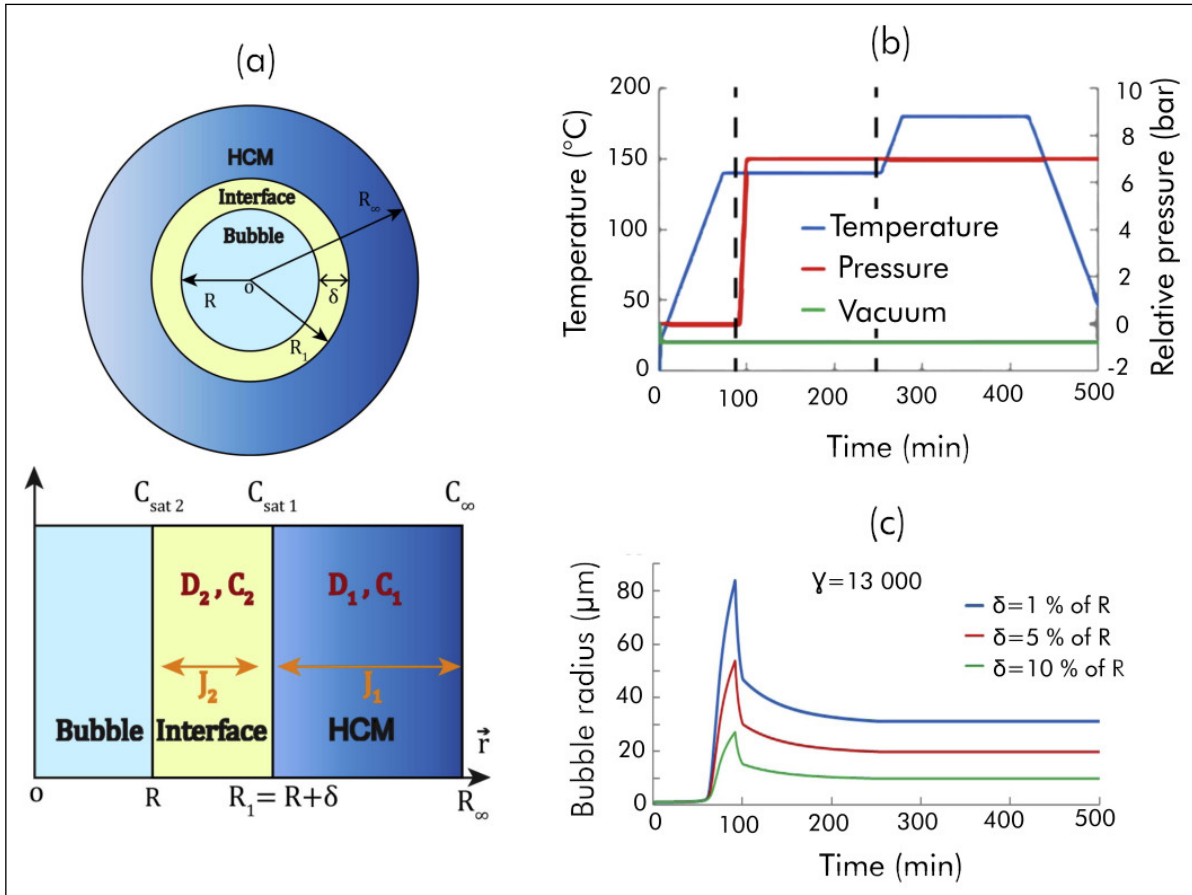 (a)
HCM
Interface
Bubble
R∞
R
o
δ
R₁
C_sat 2
C_sat 1
C∞
D₂ , C₂
D₁ , C₁
J₂
J₁
Bubble
Interface
HCM
r⃗
o
R
R₁= R+δ
R∞
(b)
Temperature (°C)
200
150
100
50
0
Temperature
Pressure
Vacuum
10
8
6
4
2
0
-2
Relative pressure (bar)
0
100
200
300
400
500
Time (min)
(c)
Bubble radius (μm)
80
60
40
20
0
Ɣ=13 000
δ=1 % of R
δ=5 % of R
δ=10 % of R
0
100
200
300
400
500
Time (min)